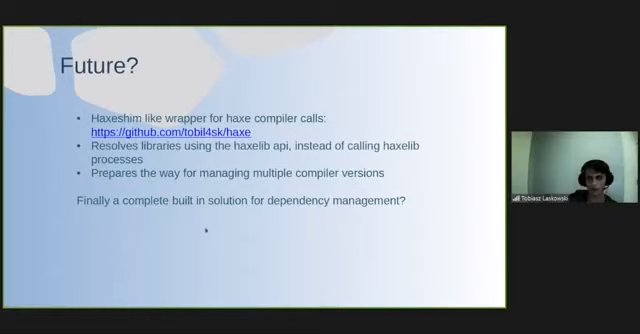 Future?
• Haxeshim like wrapper for haxe compiler calls:
https://github.com/tobil4sk/haxe
• Resolves libraries using the haxelib api, instead of calling haxelib
processes
• Prepares the way for managing multiple compiler versions
Finally a complete built in solution for dependency management?
Tobiasz Laskowski